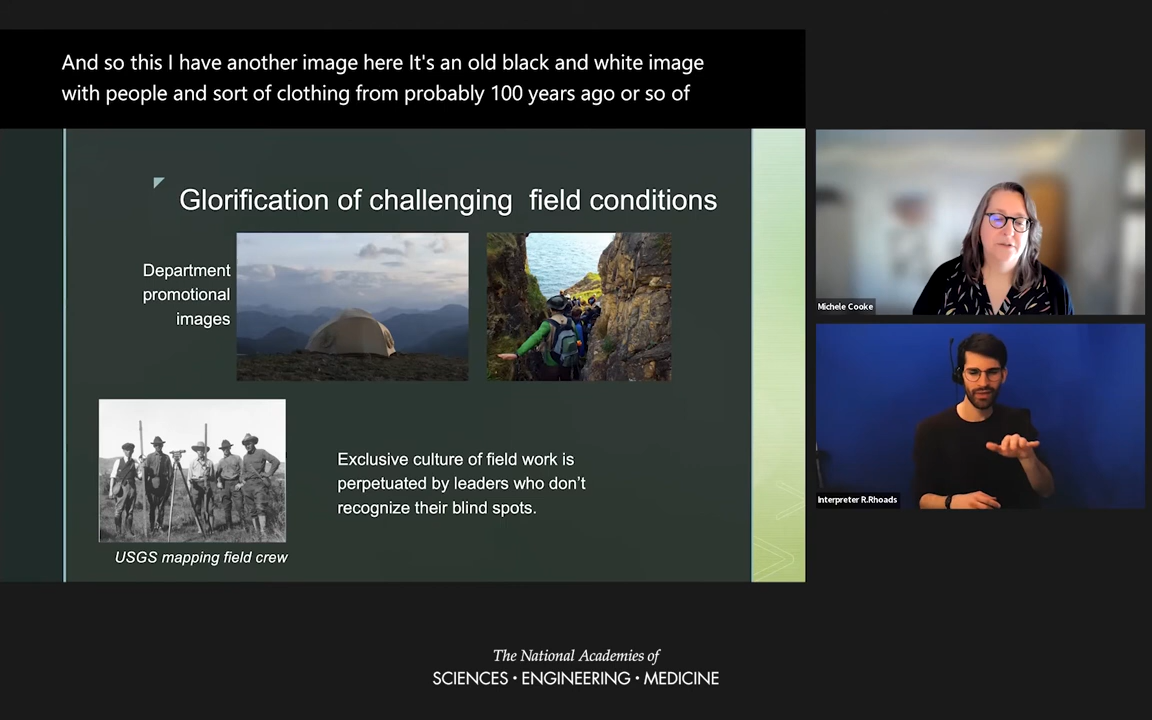 And so this I have another image here It's an old black and white image
with people and sort of clothing from probably 100 years ago or so of
Glorification of challenging field conditions
Department
promotional
images
USGS mapping field crew
Exclusive culture of field work is
perpetuated by leaders who don't
recognize their blind spots.
Michele Cooke
Interpreter R.Rhoads
The National Academies of
SCIENCES • ENGINEERING • MEDICINE